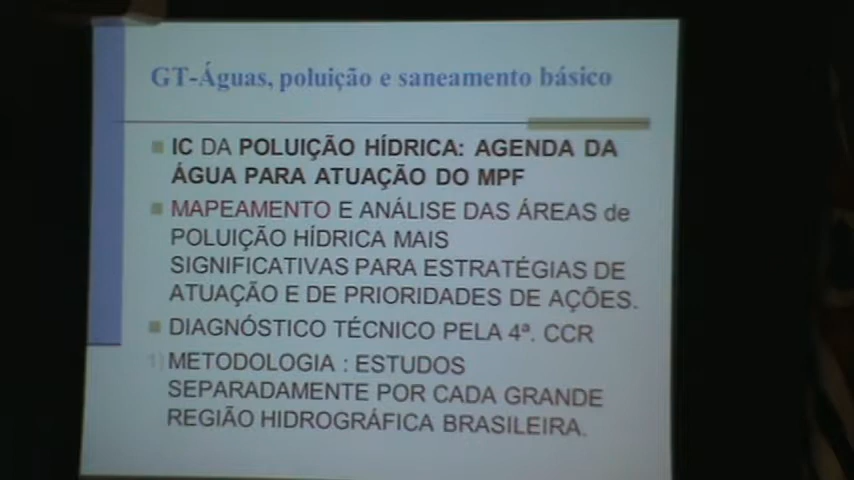 GT-Águas, poluição e saneamento básico
IC DA POLUIÇÃO HÍDRICA: AGENDA DA
ÁGUA PARA ATUAÇÃO DO MPF
MAPEAMENTO E ANÁLISE DAS ÁREAS de
POLUIÇÃO HÍDRICA MAIS
SIGNIFICATIVAS PARA ESTRATÉGIAS DE
ATUAÇÃO E DE PRIORIDADES DE AÇÕES.
DIAGNÓSTICO TÉCNICO PELA 4ª. CCR
1) METODOLOGIA : ESTUDOS
SEPARADAMENTE POR CADA GRANDE
REGIÃO HIDROGRÁFICA BRASILEIRA.